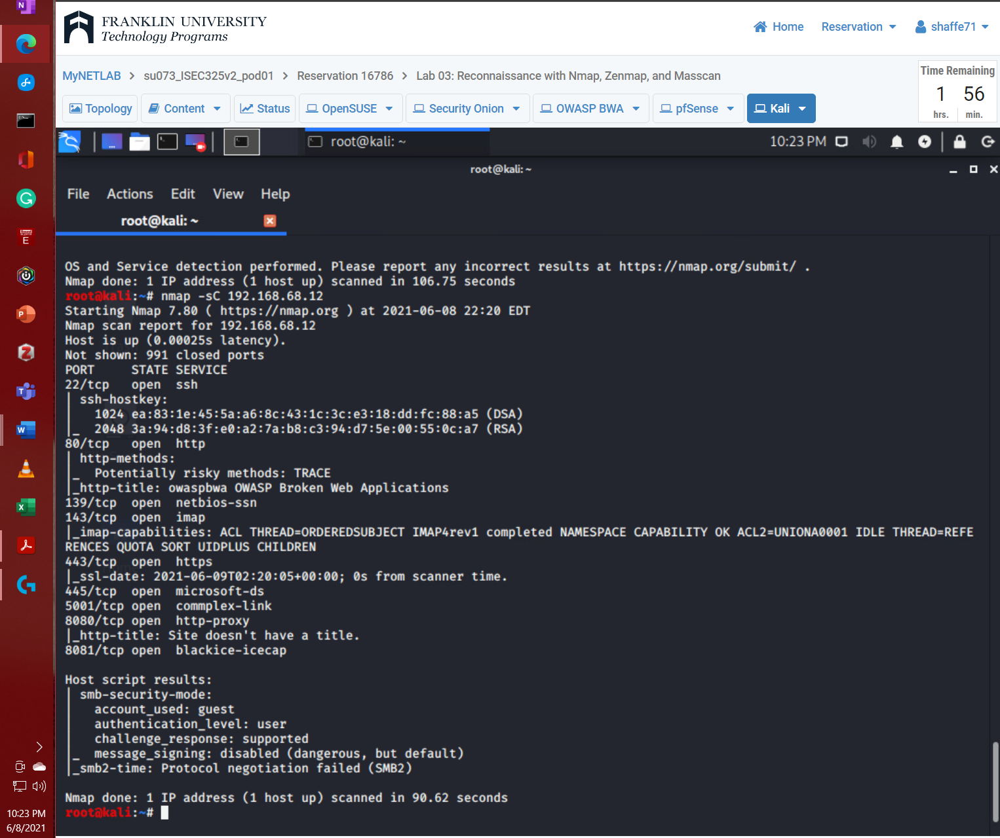 FRANKLIN UNIVERSITY
Technology Programs
Home
Reservation
shaffe71
MyNETLAB > su073_ISEC325v2_pod01 > Reservation 16786 > Lab 03: Reconnaissance with Nmap, Zenmap, and Masscan
Time Remaining
1 56
hrs. min.
Topology
Content
Status
OpenSUSE
Security Onion
OWASP BWA
pfSense
Kali
root@kali: ~
10:23 PM
root@kali: ~
File Actions Edit View Help
root@kali: ~
OS and Service detection performed. Please report any incorrect results at https://nmap.org/submit/ .
Nmap done: 1 IP address (1 host up) scanned in 106.75 seconds
root@kali:~# nmap -sC 192.168.68.12
Starting Nmap 7.80 ( https://nmap.org ) at 2021-06-08 22:20 EDT
Nmap scan report for 192.168.68.12
Host is up (0.00025s latency).
Not shown: 991 closed ports
PORT     STATE SERVICE
22/tcp   open  ssh
| ssh-hostkey:
|   1024 ea:83:1e:45:5a:a6:8c:43:1c:3c:e3:18:dd:fc:88:a5 (DSA)
|_  2048 3a:94:d8:3f:e0:a2:7a:b8:c3:94:d7:5e:00:55:0c:a7 (RSA)
80/tcp   open  http
| http-methods:
|_  Potentially risky methods: TRACE
|_http-title: owaspbwa OWASP Broken Web Applications
139/tcp  open  netbios-ssn
143/tcp  open  imap
|_imap-capabilities: ACL THREAD=ORDEREDSUBJECT IMAP4rev1 completed NAMESPACE CAPABILITY OK ACL2=UNIONA0001 IDLE THREAD=REFE
RENCES QUOTA SORT UIDPLUS CHILDREN
443/tcp  open  https
|_ssl-date: 2021-06-09T02:20:05+00:00; 0s from scanner time.
445/tcp  open  microsoft-ds
5001/tcp open  commplex-link
8080/tcp open  http-proxy
|_http-title: Site doesn't have a title.
8081/tcp open  blackice-icecap
Host script results:
| smb-security-mode:
|   account_used: guest
|   authentication_level: user
|   challenge_response: supported
|_  message_signing: disabled (dangerous, but default)
|_smb2-time: Protocol negotiation failed (SMB2)
Nmap done: 1 IP address (1 host up) scanned in 90.62 seconds
root@kali:~#
10:23 PM
6/8/2021